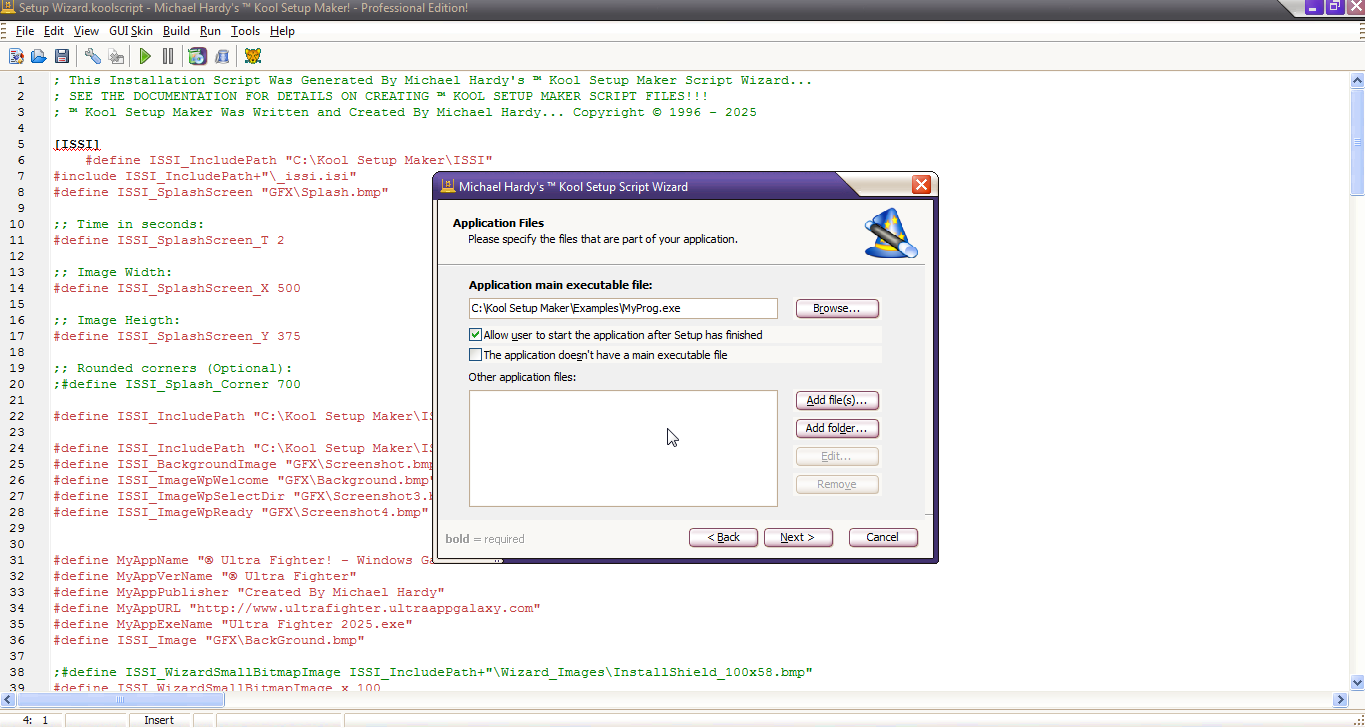 Setup Wizard.koolscript - Michael Hardy's ™ Kool Setup Maker! - Professional Edition!
File Edit View GUI Skin Build Run Tools Help
1 ; This Installation Script Was Generated By Michael Hardy's ™ Kool Setup Maker Script Wizard...
2 ; SEE THE DOCUMENTATION FOR DETAILS ON CREATING ™ KOOL SETUP MAKER SCRIPT FILES!!!
3 ; ™ Kool Setup Maker Was Written and Created By Michael Hardy... Copyright © 1996 - 2025
4
5 [ISSI]
6 #define ISSI_IncludePath "C:\Kool Setup Maker\ISSI"
7 #include ISSI_IncludePath+"\_issi.isi"
8 #define ISSI_SplashScreen "GFX\Splash.bmp"
9
10 ;; Time in seconds:
11 #define ISSI_SplashScreen_T 2
12
13 ;; Image Width:
14 #define ISSI_SplashScreen_X 500
15
16 ;; Image Heigth:
17 #define ISSI_SplashScreen_Y 375
18
19 ;; Rounded corners (Optional):
20 ;#define ISSI_Splash_Corner 700
21
22 #define ISSI_IncludePath "C:\Kool Setup Maker\IS
23
24 #define ISSI_IncludePath "C:\Kool Setup Maker\IS
25 #define ISSI_BackgroundImage "GFX\Screenshot.bmp
26 #define ISSI_ImageWpWelcome "GFX\Background.bmp"
27 #define ISSI_ImageWpSelectDir "GFX\Screenshot3.b
28 #define ISSI_ImageWpReady "GFX\Screenshot4.bmp"
29
30
31 #define MyAppName "® Ultra Fighter! - Windows Ga
32 #define MyAppVerName "® Ultra Fighter"
33 #define MyAppPublisher "Created By Michael Hardy"
34 #define MyAppURL "http://www.ultrafighter.ultraappgalaxy.com"
35 #define MyAppExeName "Ultra Fighter 2025.exe"
36 #define ISSI_Image "GFX\BackGround.bmp"
37
38 ;#define ISSI_WizardSmallBitmapImage ISSI_IncludePath+"\Wizard_Images\InstallShield_100x58.bmp"
39 #define ISSI_WizardSmallBitmapImage_x 100
Michael Hardy's ™ Kool Setup Script Wizard
Application Files
Please specify the files that are part of your application.
Application main executable file:
C:\Kool Setup Maker\Examples\MyProg.exe
Browse...
Allow user to start the application after Setup has finished
The application doesn't have a main executable file
Other application files:
Add file(s)...
Add folder...
Edit...
Remove
bold = required
< Back
Next >
Cancel
4: 1
Insert